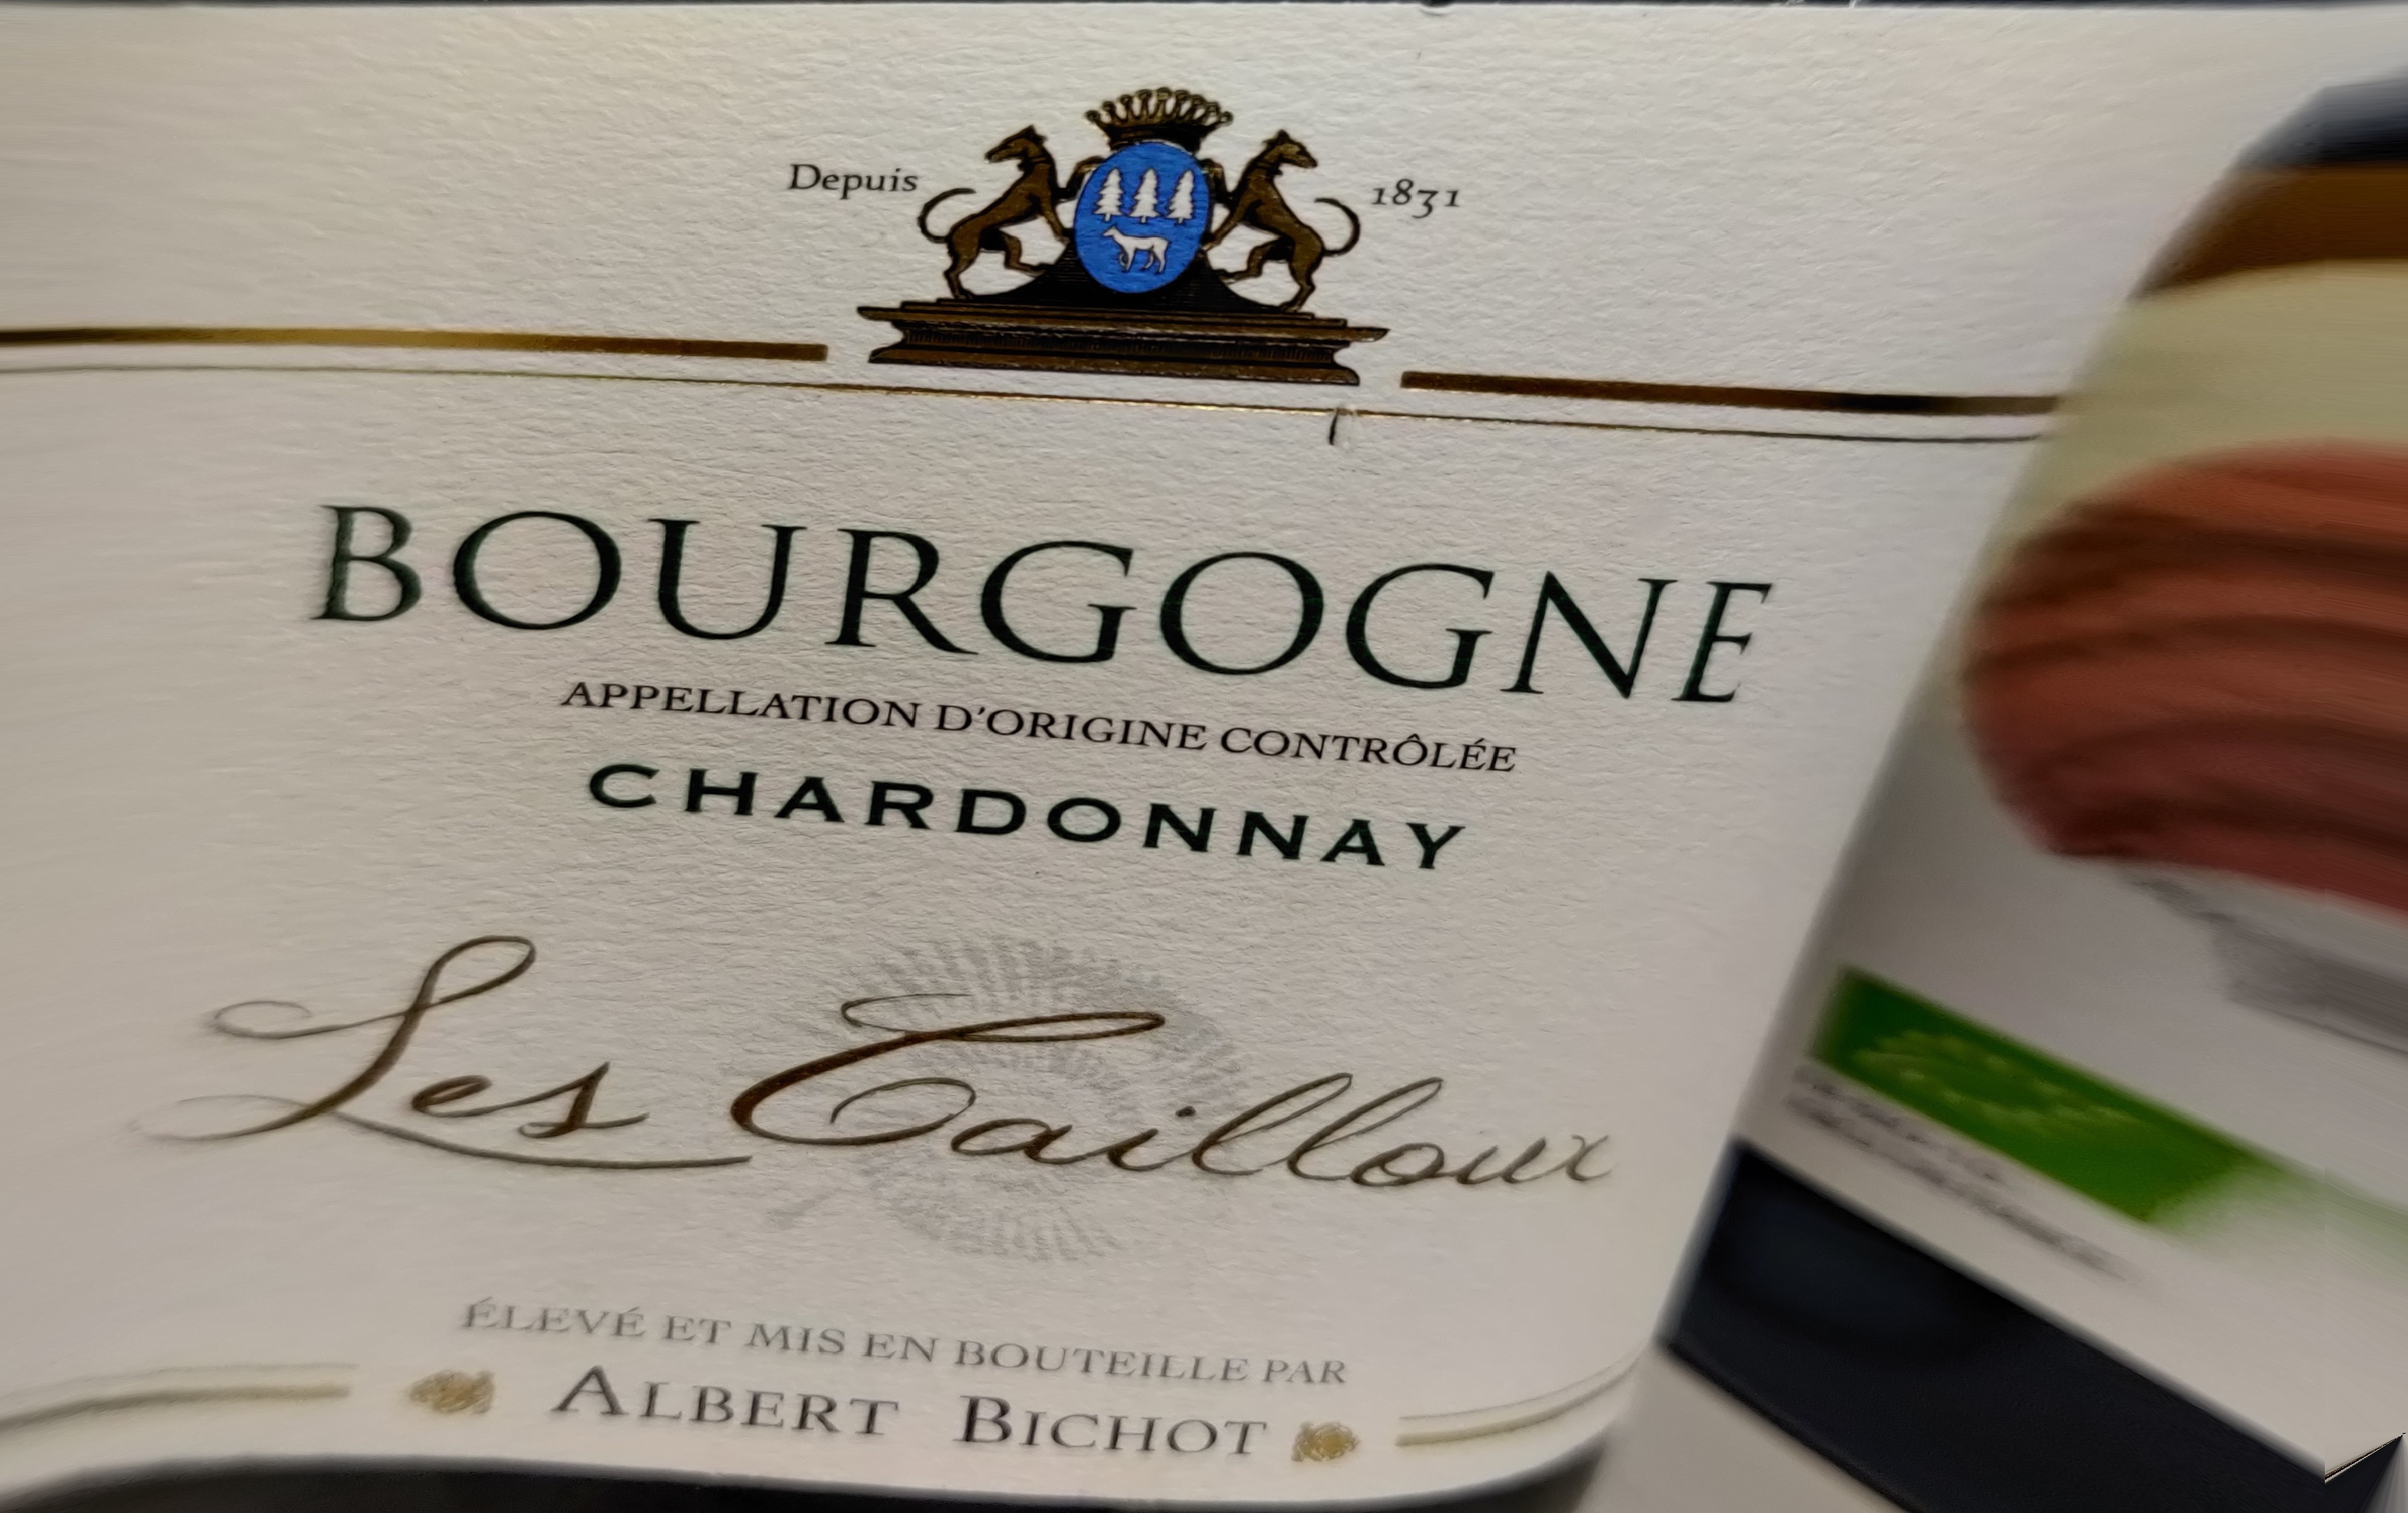 Depuis 1831
BOURGOGNE
APPELLATION D'ORIGINE CONTRÔLÉE
CHARDONNAY
Les Cailloux
ÉLEVÉ ET MIS EN BOUTEILLE PAR
ALBERT BICHOT